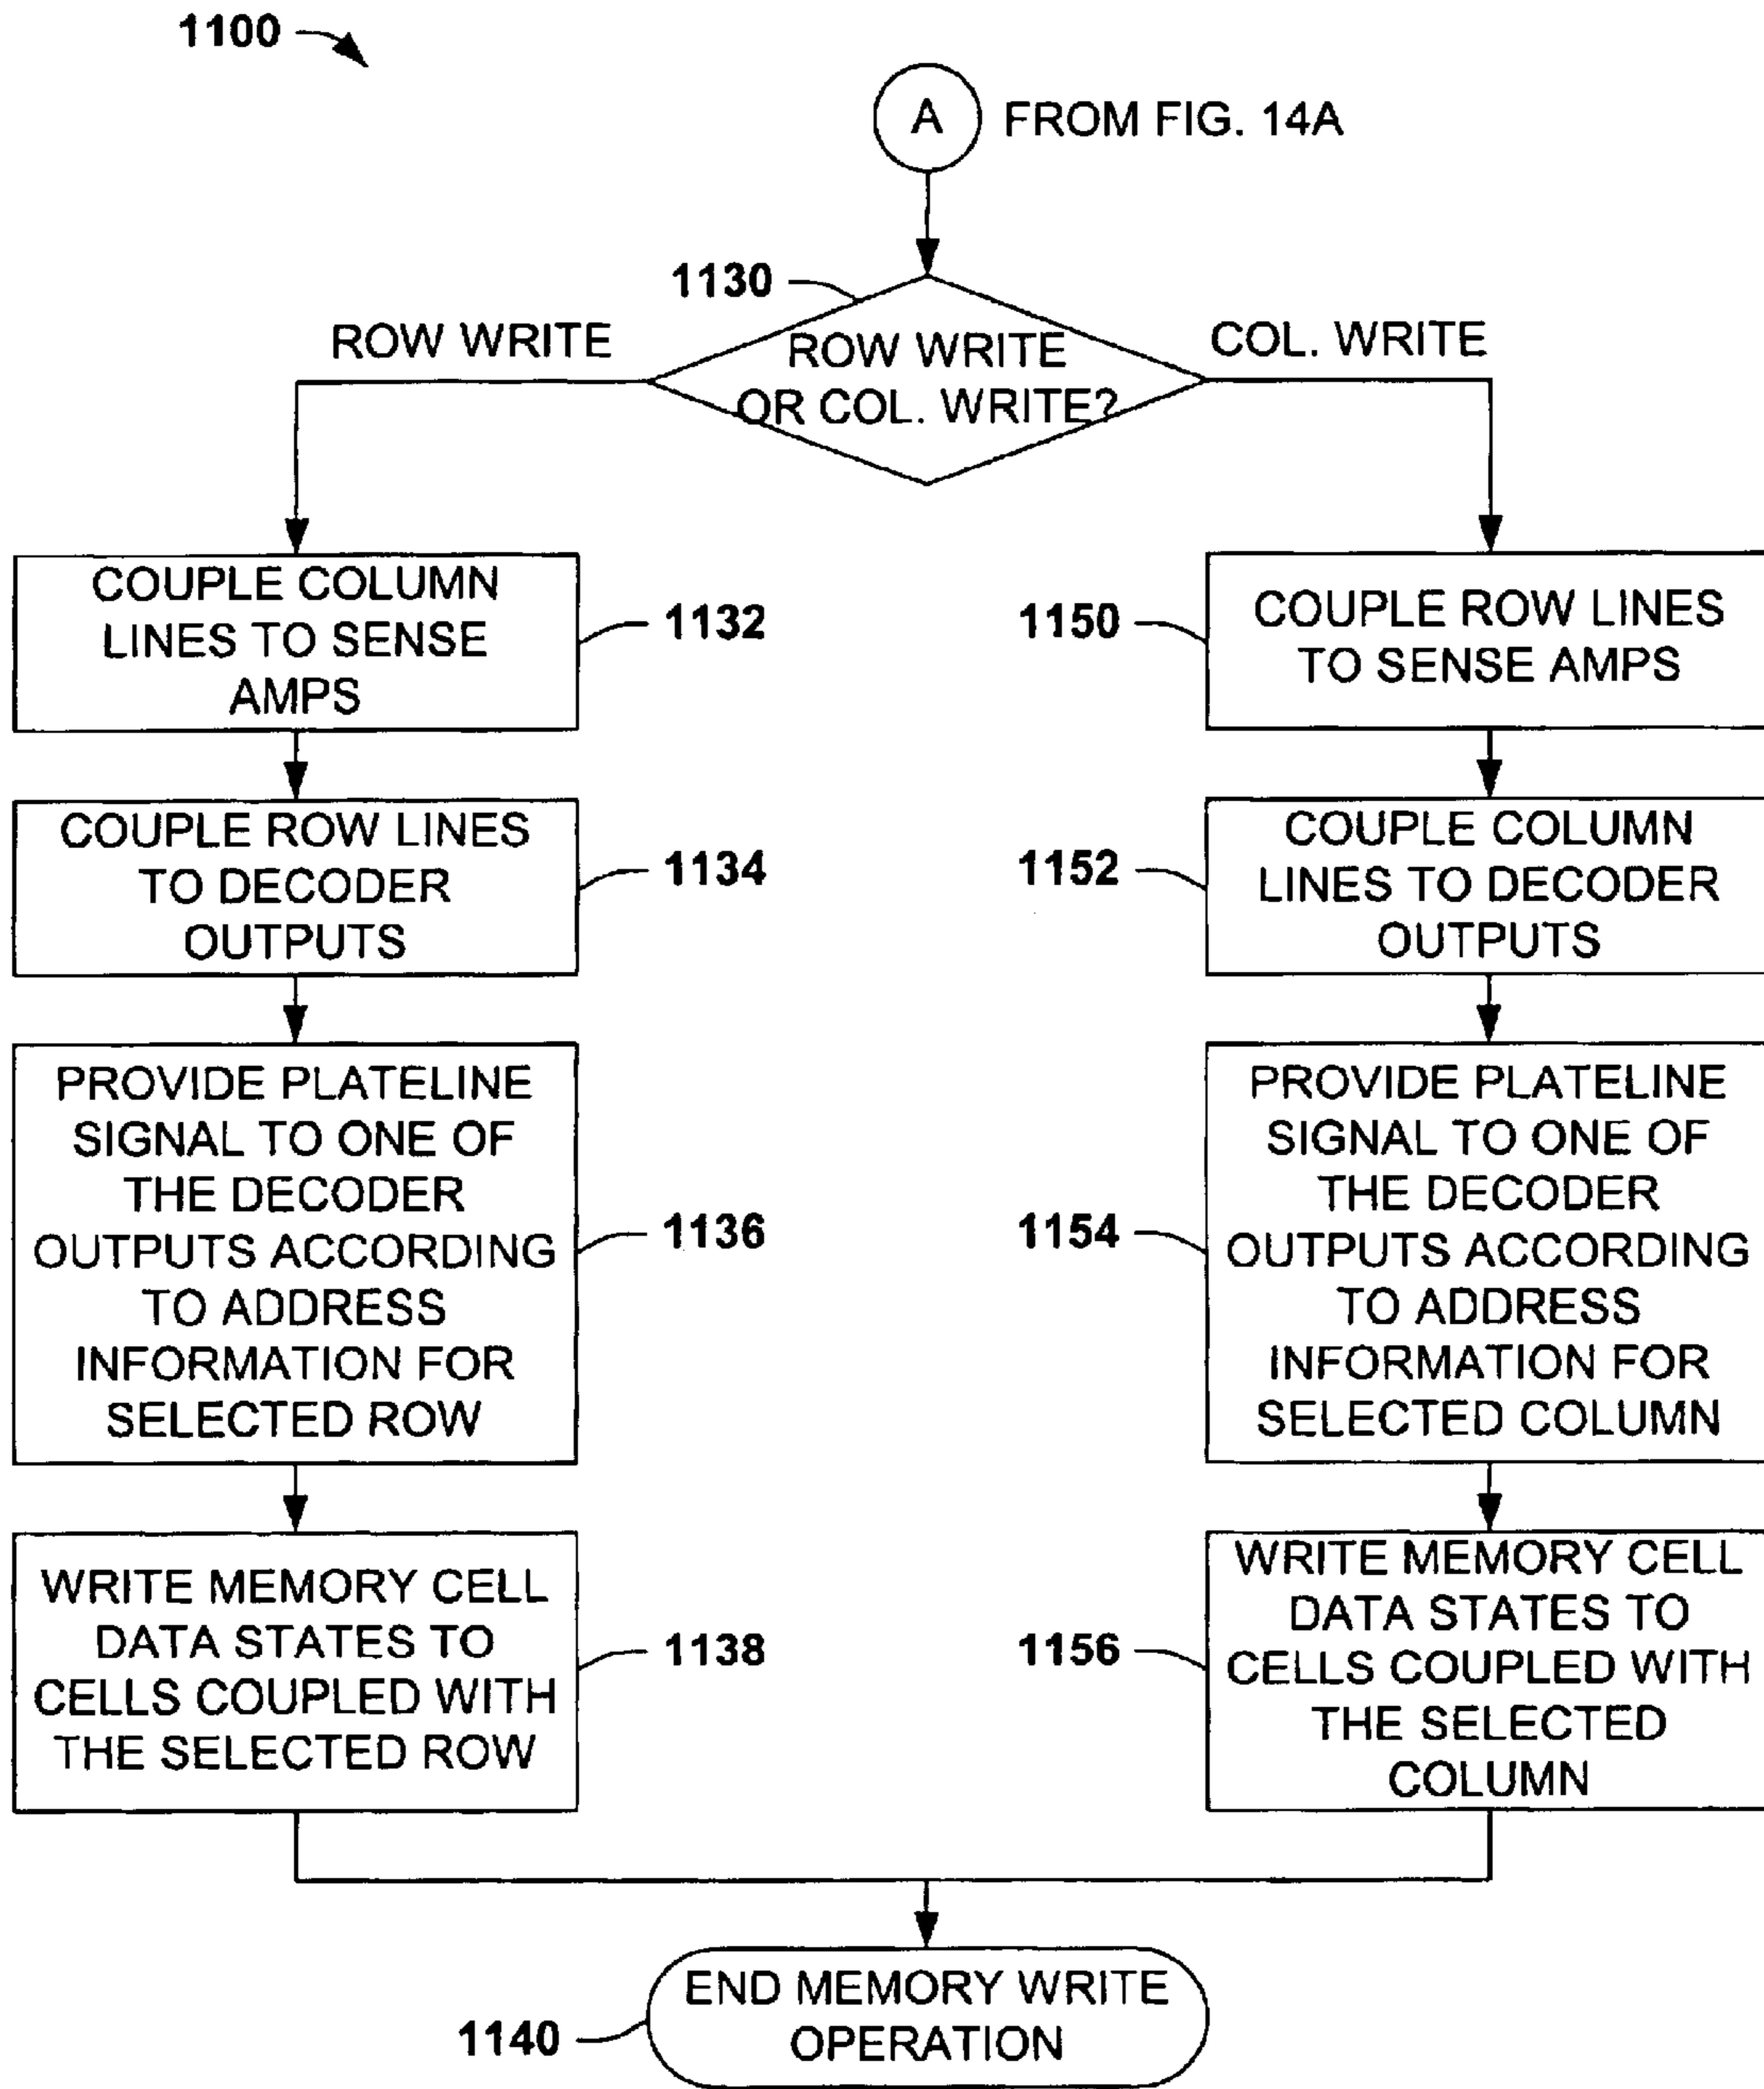 1100
A FROM FIG. 14A
1130
ROW WRITE
ROW WRITE
OR COL. WRITE?
COL. WRITE
COUPLE COLUMN
LINES TO SENSE
AMPS
1132
COUPLE ROW LINES
TO DECODER
OUTPUTS
1134
PROVIDE PLATELINE
SIGNAL TO ONE OF
THE DECODER
OUTPUTS ACCORDING
TO ADDRESS
INFORMATION FOR
SELECTED ROW
1136
WRITE MEMORY CELL
DATA STATES TO
CELLS COUPLED WITH
THE SELECTED ROW
1138
1150
COUPLE ROW LINES
TO SENSE AMPS
1152
COUPLE COLUMN
LINES TO DECODER
OUTPUTS
1154
PROVIDE PLATELINE
SIGNAL TO ONE OF
THE DECODER
OUTPUTS ACCORDING
TO ADDRESS
INFORMATION FOR
SELECTED COLUMN
1156
WRITE MEMORY CELL
DATA STATES TO
CELLS COUPLED WITH
THE SELECTED
COLUMN
1140
END MEMORY WRITE
OPERATION